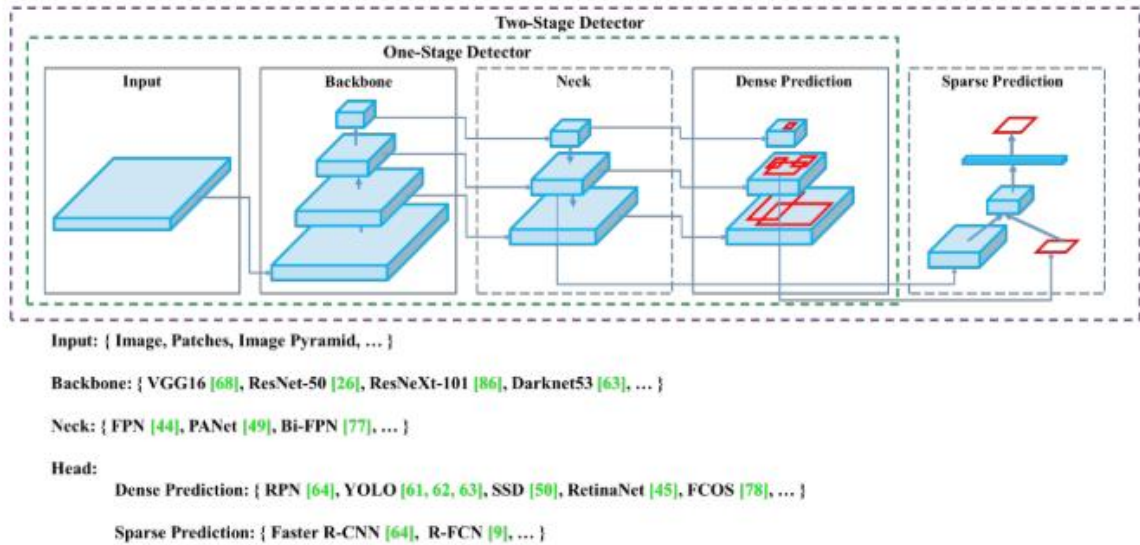 Two-Stage Detector
One-Stage Detector
Input
Backbone
Neck
Dense Prediction
Sparse Prediction
Input: { Image, Patches, Image Pyramid, … }
Backbone: { VGG16 [68], ResNet-50 [26], ResNeXt-101 [86], Darknet53 [63], … }
Neck: { FPN [44], PANet [49], Bi-FPN [77], … }
Head:
Dense Prediction: { RPN [64], YOLO [61, 62, 63], SSD [50], RetinaNet [45], FCOS [78], … }
Sparse Prediction: { Faster R-CNN [64], R-FCN [9], … }